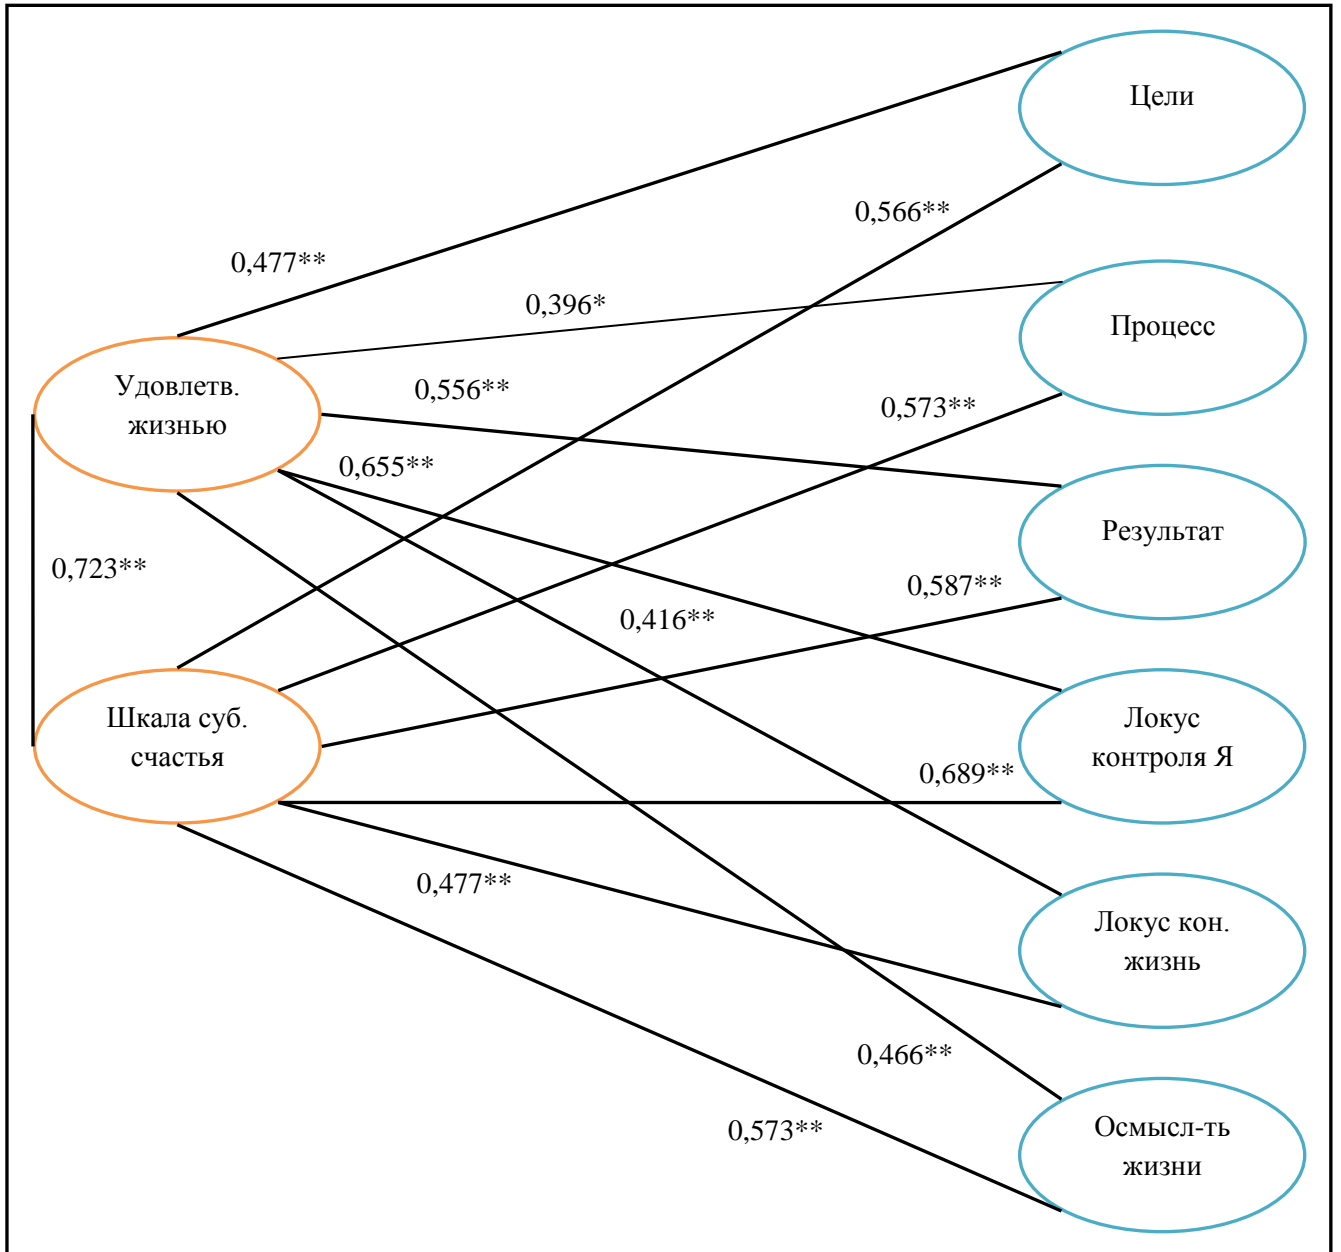 Цели
0,566**
0,477**
0,396*
Процесс
Удовлетв.
жизнью
0,556**
0,573**
0,655**
Результат
0,723**
0,587**
0,416**
Шкала суб.
счастья
Локус
контроля Я
0,689**
0,477**
Локус кон.
жизнь
0,466**
0,573**
Осмысл-ть
жизни